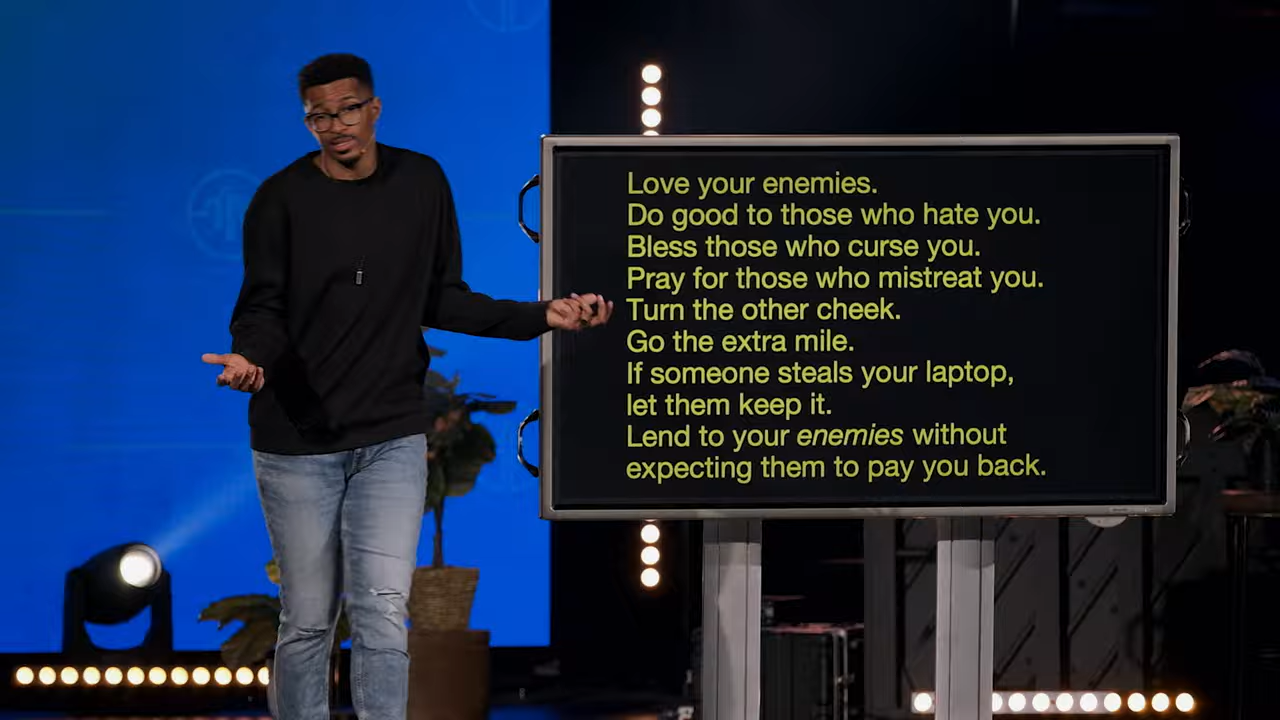 Love your enemies.
Do good to those who hate you.
Bless those who curse you.
Pray for those who mistreat you.
Turn the other cheek.
Go the extra mile.
If someone steals your laptop,
let them keep it.
Lend to your enemies without
expecting them to pay you back.